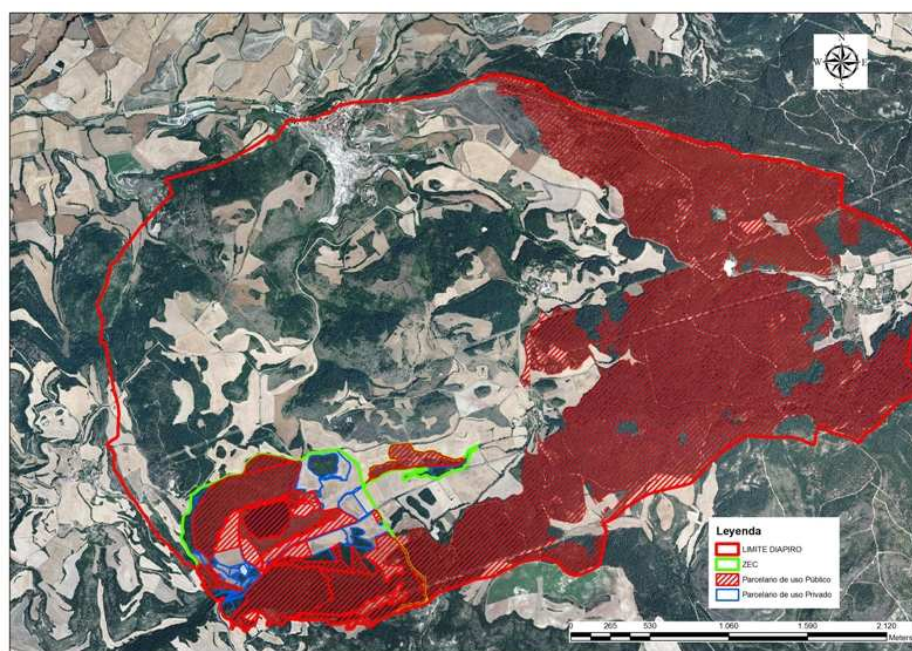 N
W E
S
Leyenda
LIMITE DIAPIRO
ZEC
Parcelario de uso Público
Parcelario de uso Privado
0 265 530 1.060 1.590 2.120
Meters